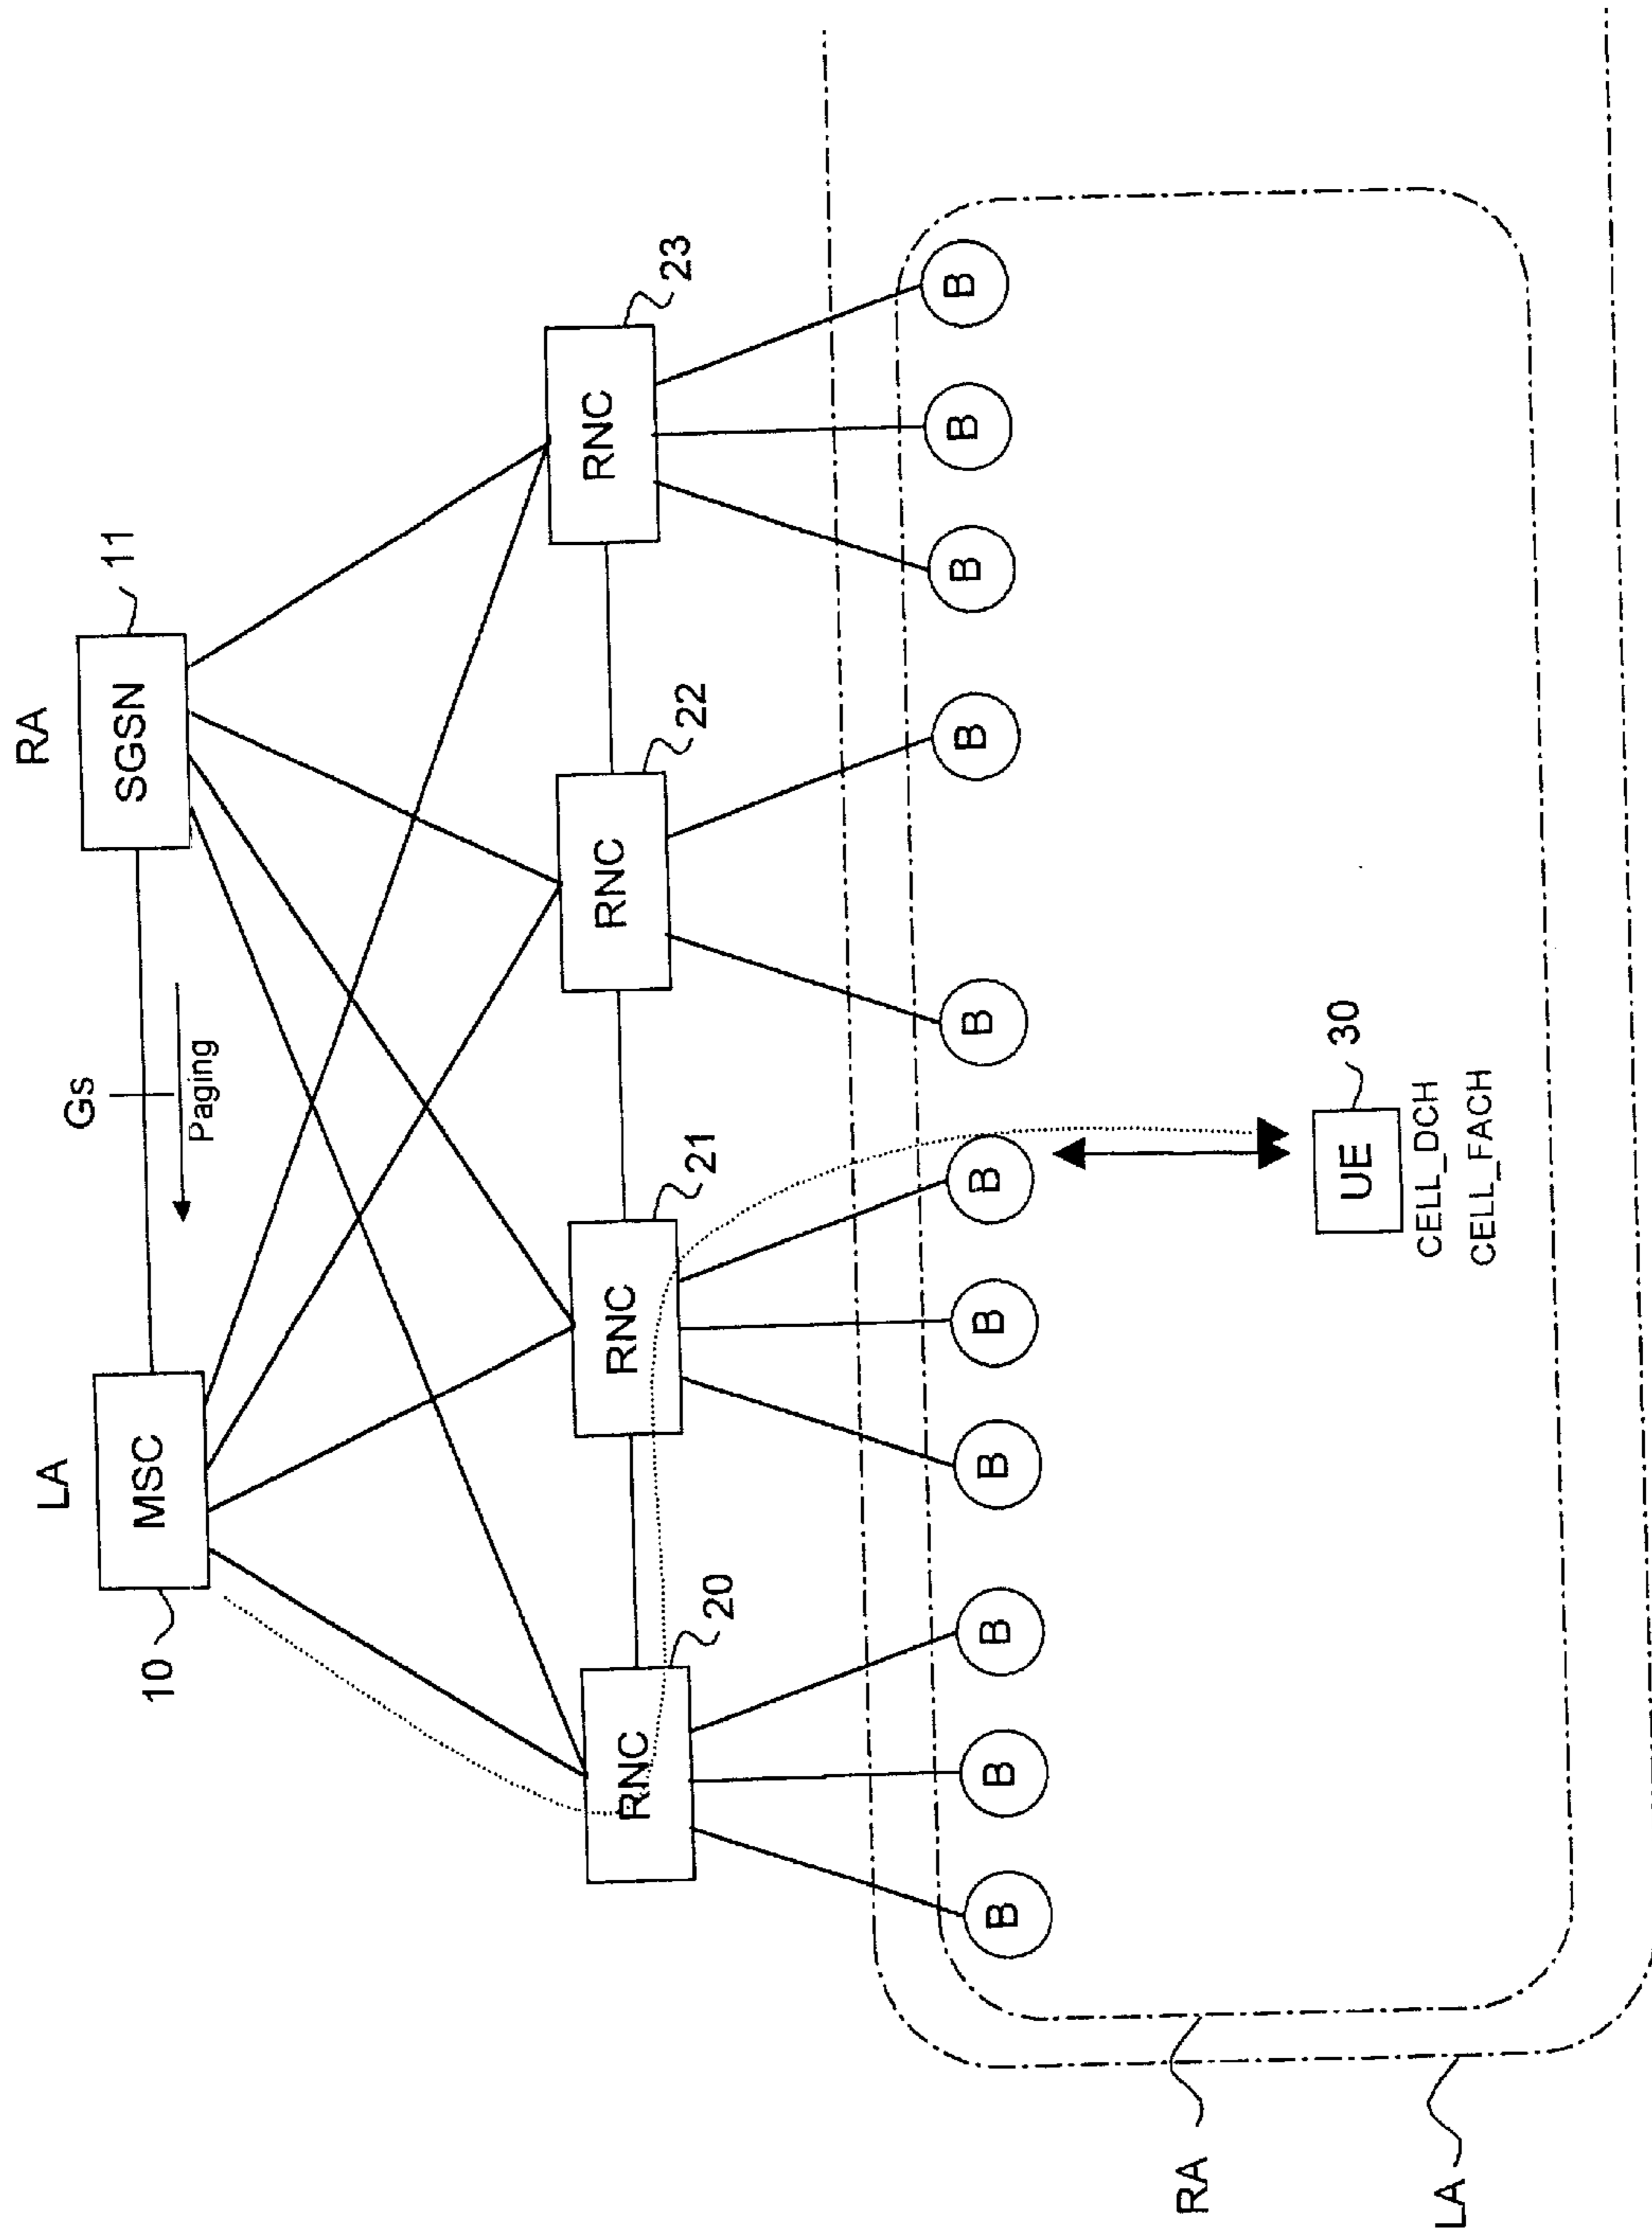 LA
RA
Gs
10
MSC
SGSN
11
Paging
RNC
RNC
RNC
RNC
20
21
22
23
B
B
B
B
B
B
B
B
B
B
B
RA
UE
30
CELL_DCH
LA
CELL_FACH